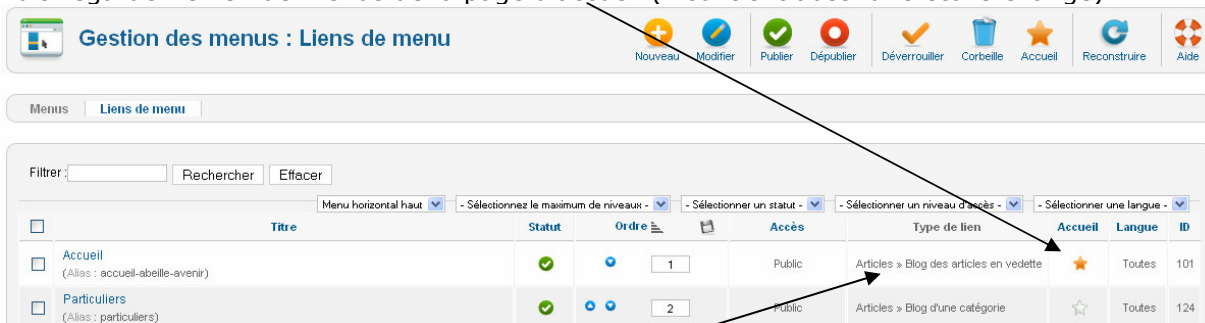 Gestion des menus : Liens de menu
Nouveau Modifier Publier Dépublier Déverrouiller Corbeille Accueil Reconstruire Aide
Menus Liens de menu
Filtrer : Rechercher Effacer
Menu horizontal haut - Sélectionnez le maximum de niveaux - - Sélectionner un statut - - Sélectionner un niveau d'accès - - Sélectionner une langue -
Titre Statut Ordre Accès Type de lien Accueil Langue ID
Accueil
(Alias : accueil-abeille-avenir) 1 Public Articles » Blog des articles en vedette Toutes 101
Particuliers
(Alias : particuliers) 2 Public Articles » Blog d'une catégorie Toutes 124